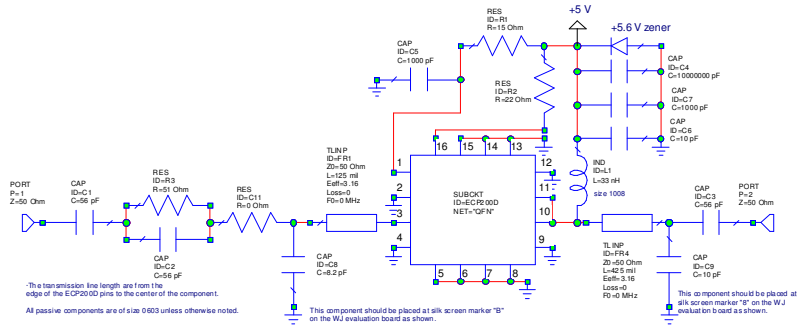 +5 V
+5.6 V zener
RES
ID=R1
R=15 Ohm
CAP
ID=C5
C=1000 pF
RES
ID=R2
R=22 Ohm
CAP
ID=C4
C=10000000 pF
CAP
ID=C7
C=1000 pF
CAP
ID=C6
C=10 pF
IND
ID=L1
L=33 nH
size 1008
16
15
14
13
1
2
3
4
12
11
10
9
5
6
7
8
SUBCKT
ID=ECP200D
NET="QFN"
TLINP
ID=FR1
Z0=50 Ohm
L=125 mil
Eeff=3.16
Loss=0
F0=0 MHz
PORT
P=1
Z=50 Ohm
CAP
ID=C1
C=56 pF
RES
ID=R3
R=51 Ohm
CAP
ID=C2
C=56 pF
RES
ID=C11
R=0 Ohm
CAP
ID=C8
C=8.2 pF
TLINP
ID=FR4
Z0=50 Ohm
L=425 mil
Eeff=3.16
Loss=0
F0=0 MHz
CAP
ID=C3
C=56 pF
PORT
P=2
Z=50 Ohm
CAP
ID=C9
C=10 pF
-The transmission line length are from the
edge of the ECP200D pins to the center of the component.
All passive components are of size 0603 unless otherwise noted.
This component should be placed at silk screen marker "B"
on the WJ evaluation board as shown.
This component should be placed at
silk screen marker "8" on the WJ
evaluation board as shown.